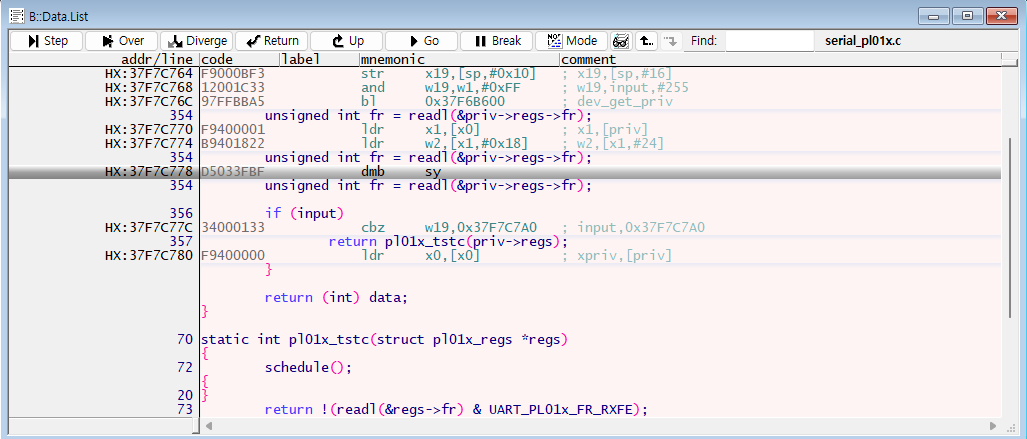 B::Data.List
Step Over Diverge Return Up Go Break Mode Find: serial_pl01x.c
addr/line code label mnemonic comment
HX:37F7C764 F9000BF3 str x19,[sp,#0x10] ; x19,[sp,#16]
HX:37F7C768 12001C33 and w19,w1,#0xFF ; w19,input,#255
HX:37F7C76C 97FFBBA5 bl 0x37F6B600 ; dev_get_priv
354 unsigned int fr = readl(&priv->regs->fr);
HX:37F7C770 F9400001 ldr x1,[x0] ; x1,[priv]
HX:37F7C774 B9401822 ldr w2,[x1,#0x18] ; w2,[x1,#24]
354 unsigned int fr = readl(&priv->regs->fr);
HX:37F7C778 D5033FBF dmb sy
354 unsigned int fr = readl(&priv->regs->fr);
356 if (input)
HX:37F7C77C 34000133 cbz w19,0x37F7C7A0 ; input,0x37F7C7A0
357 return pl01x_tstc(priv->regs);
HX:37F7C780 F9400000 ldr x0,[x0] ; xpriv,[priv]
}
return (int) data;
}
70 static int pl01x_tstc(struct pl01x_regs *regs)
{
72 schedule();
{
20 }
73 return !(readl(&regs->fr) & UART_PL01x_FR_RXFE);